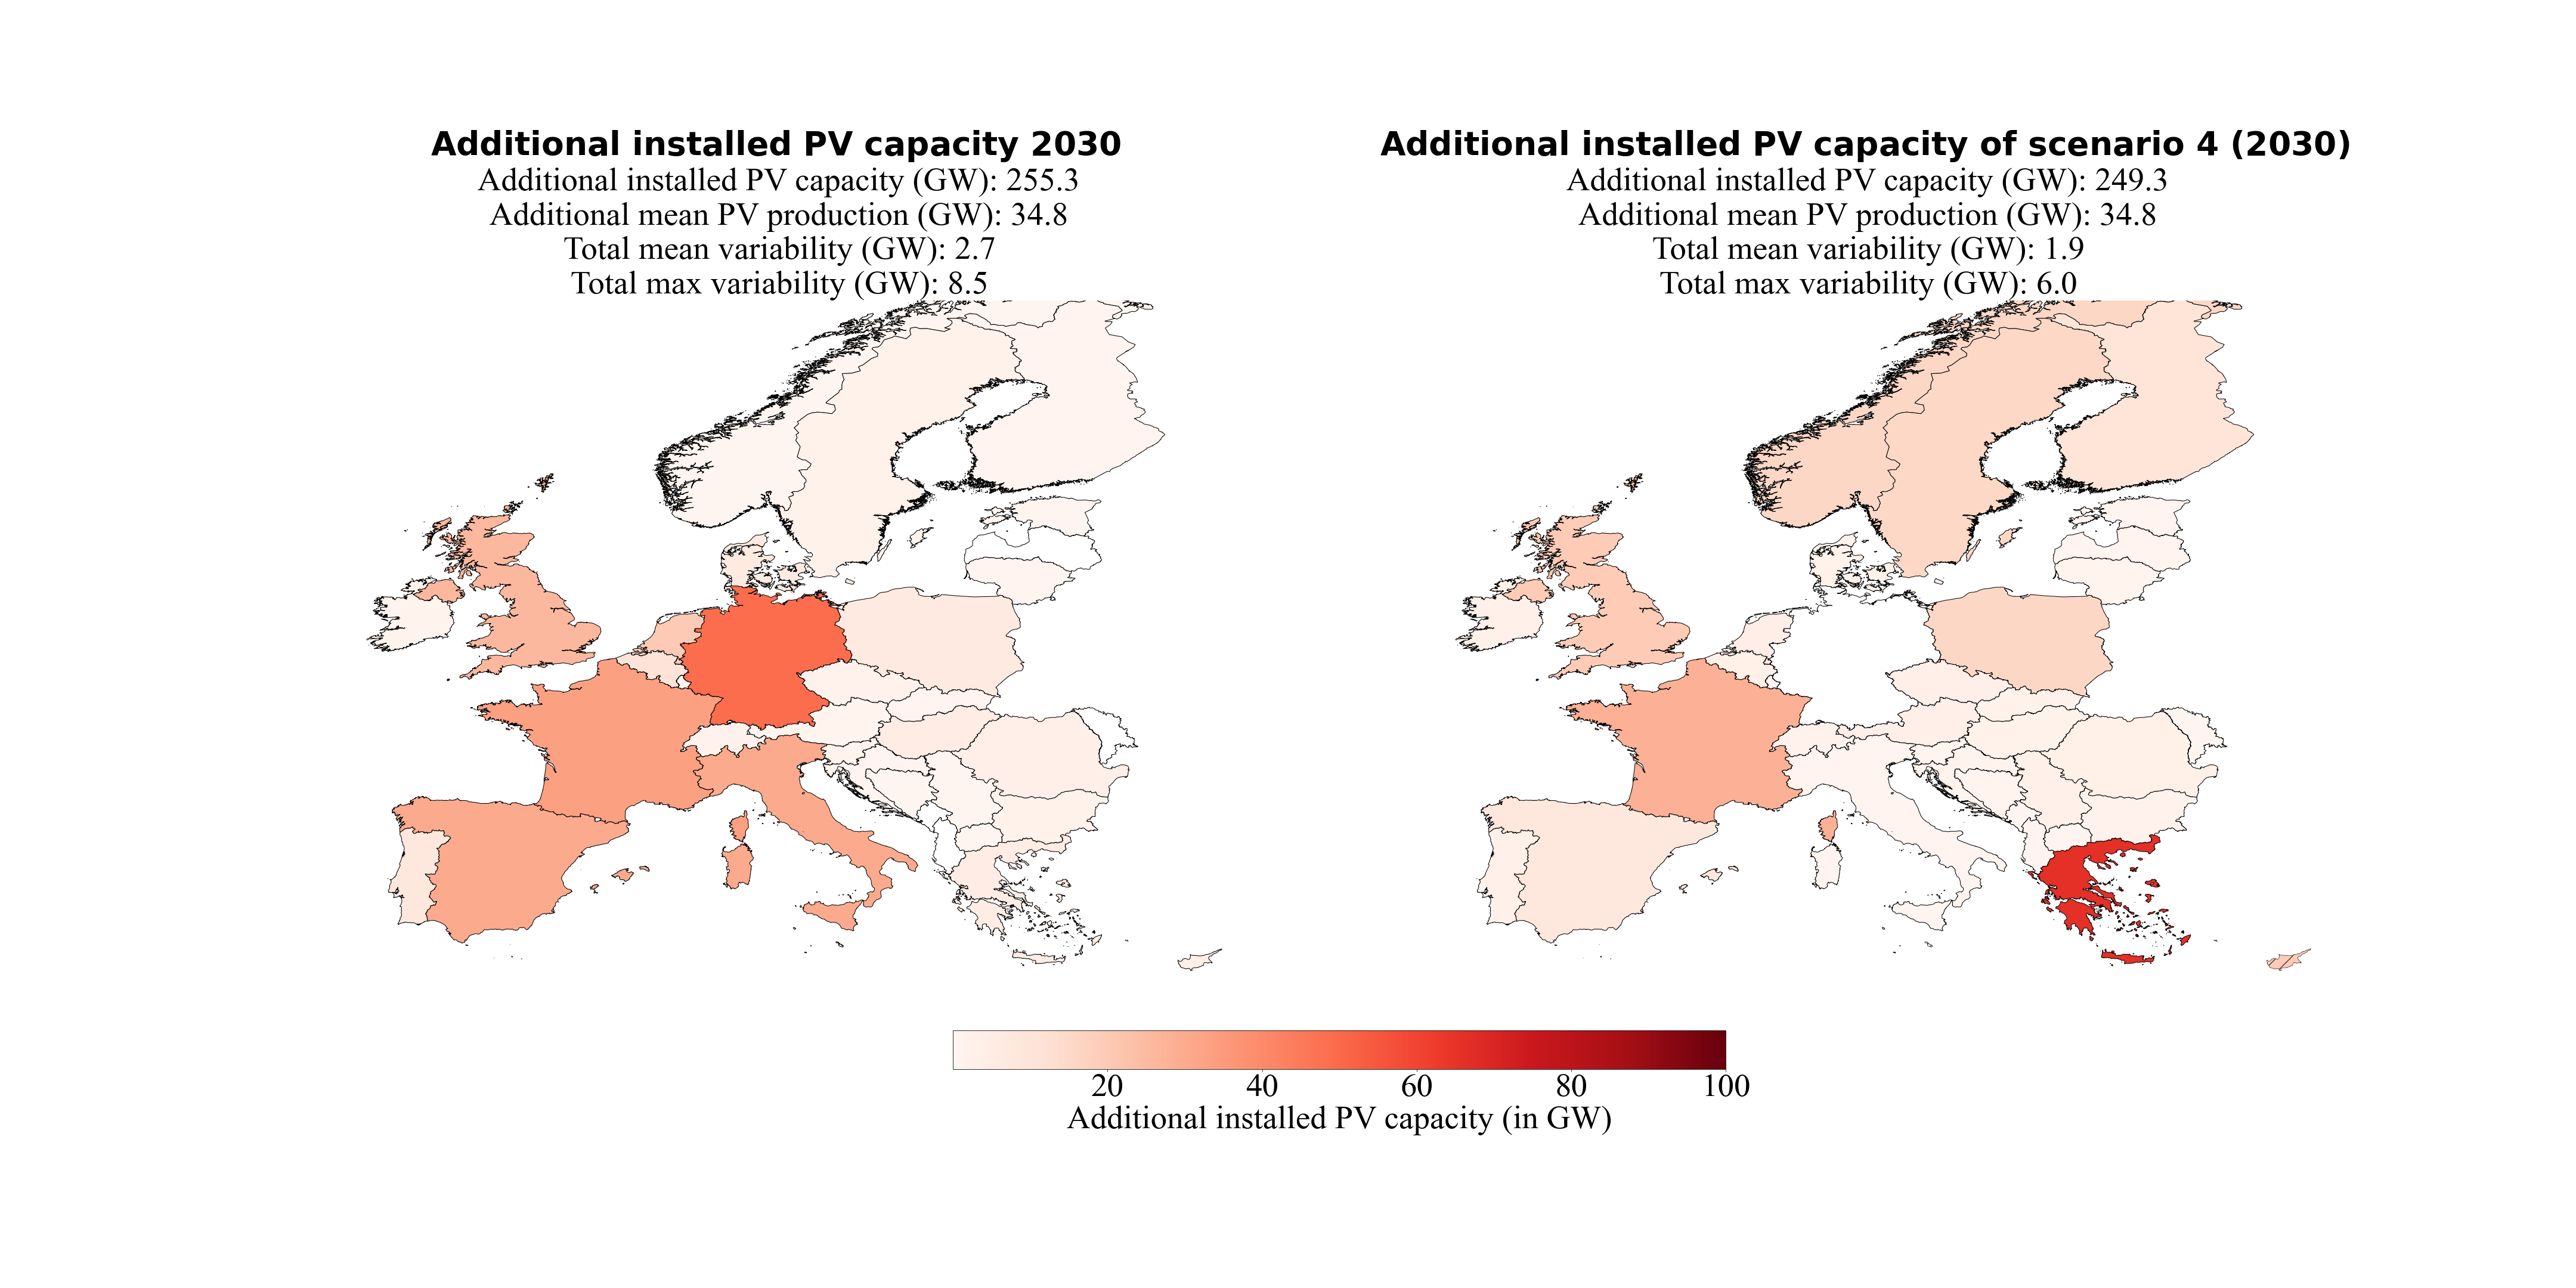 Additional installed PV capacity 2030
Additional installed PV capacity (GW): 255.3
Additional mean PV production (GW): 34.8
Total mean variability (GW): 2.7
Total max variability (GW): 8.5
Additional installed PV capacity of scenario 4 (2030)
Additional installed PV capacity (GW): 249.3
Additional mean PV production (GW): 34.8
Total mean variability (GW): 1.9
Total max variability (GW): 6.0
20 40 60 80 100
Additional installed PV capacity (in GW)